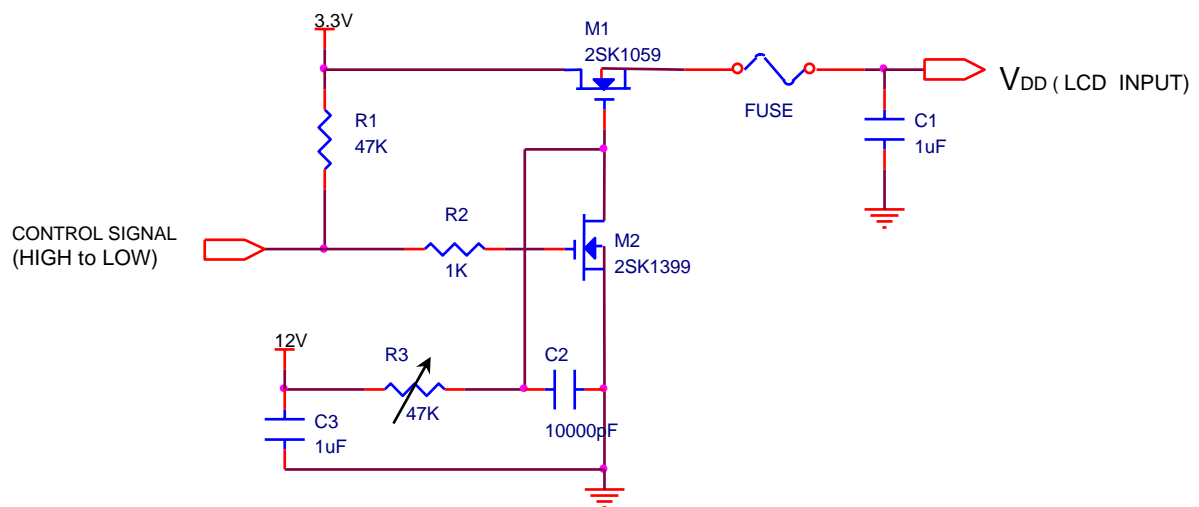 3.3V
M1
2SK1059
FUSE
VDD ( LCD INPUT)
R1
47K
C1
1uF
CONTROL SIGNAL
(HIGH to LOW)
R2
1K
M2
2SK1399
12V
R3
47K
C2
10000pF
C3
1uF